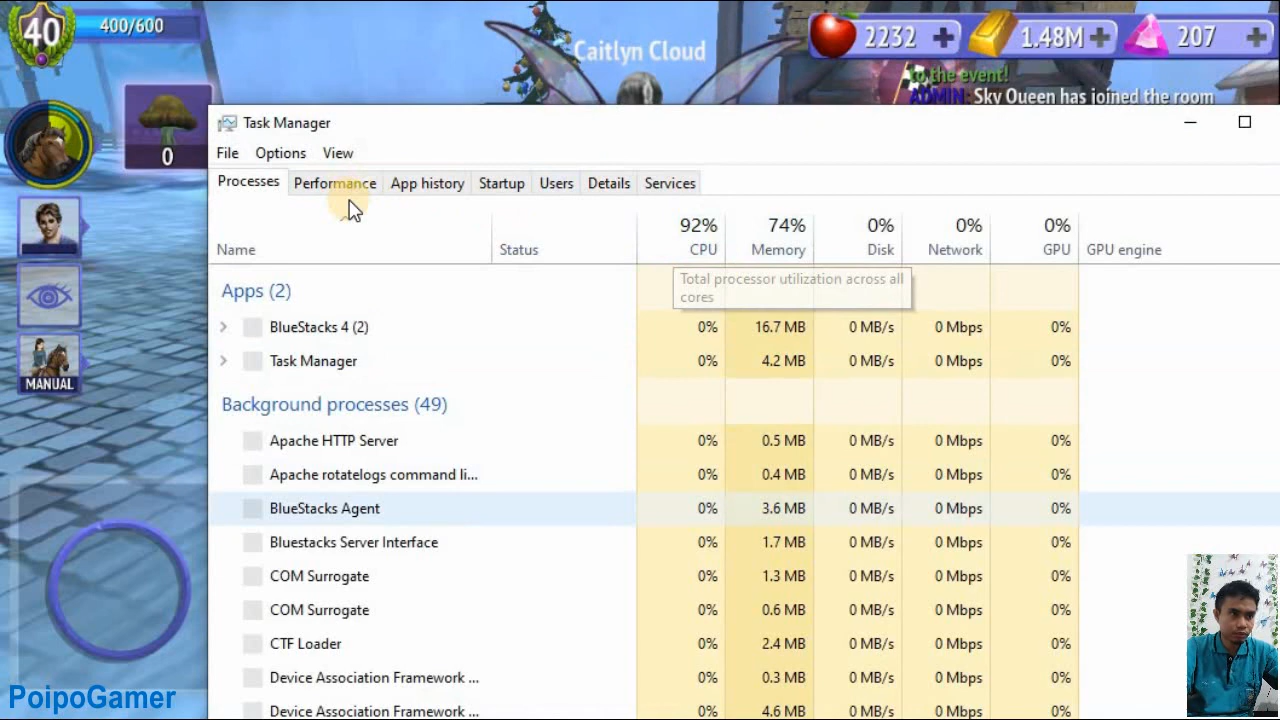 40
400/600
Caitlyn Cloud
2232
1.48M
207
to the event!
ADMIN: Sky Queen has joined the room
0
MANUAL
Task Manager
File Options View
Processes Performance App history Startup Users Details Services
92% 74% 0% 0% 0%
Name Status CPU Memory Disk Network GPU GPU engine
Total processor utilization across all
cores
Apps (2)
BlueStacks 4 (2) 0% 16.7 MB 0 MB/s 0 Mbps 0%
Task Manager 0% 4.2 MB 0 MB/s 0 Mbps 0%
Background processes (49)
Apache HTTP Server 0% 0.5 MB 0 MB/s 0 Mbps 0%
Apache rotatelogs command li... 0% 0.4 MB 0 MB/s 0 Mbps 0%
BlueStacks Agent 0% 3.6 MB 0 MB/s 0 Mbps 0%
Bluestacks Server Interface 0% 1.7 MB 0 MB/s 0 Mbps 0%
COM Surrogate 0% 1.3 MB 0 MB/s 0 Mbps 0%
COM Surrogate 0% 0.6 MB 0 MB/s 0 Mbps 0%
CTF Loader 0% 2.4 MB 0 MB/s 0 Mbps 0%
Device Association Framework ... 0% 0.3 MB 0 MB/s 0 Mbps 0%
Device Association Framework ... 0% 4.6 MB 0 MB/s 0 Mbps 0%
PoipoGamer